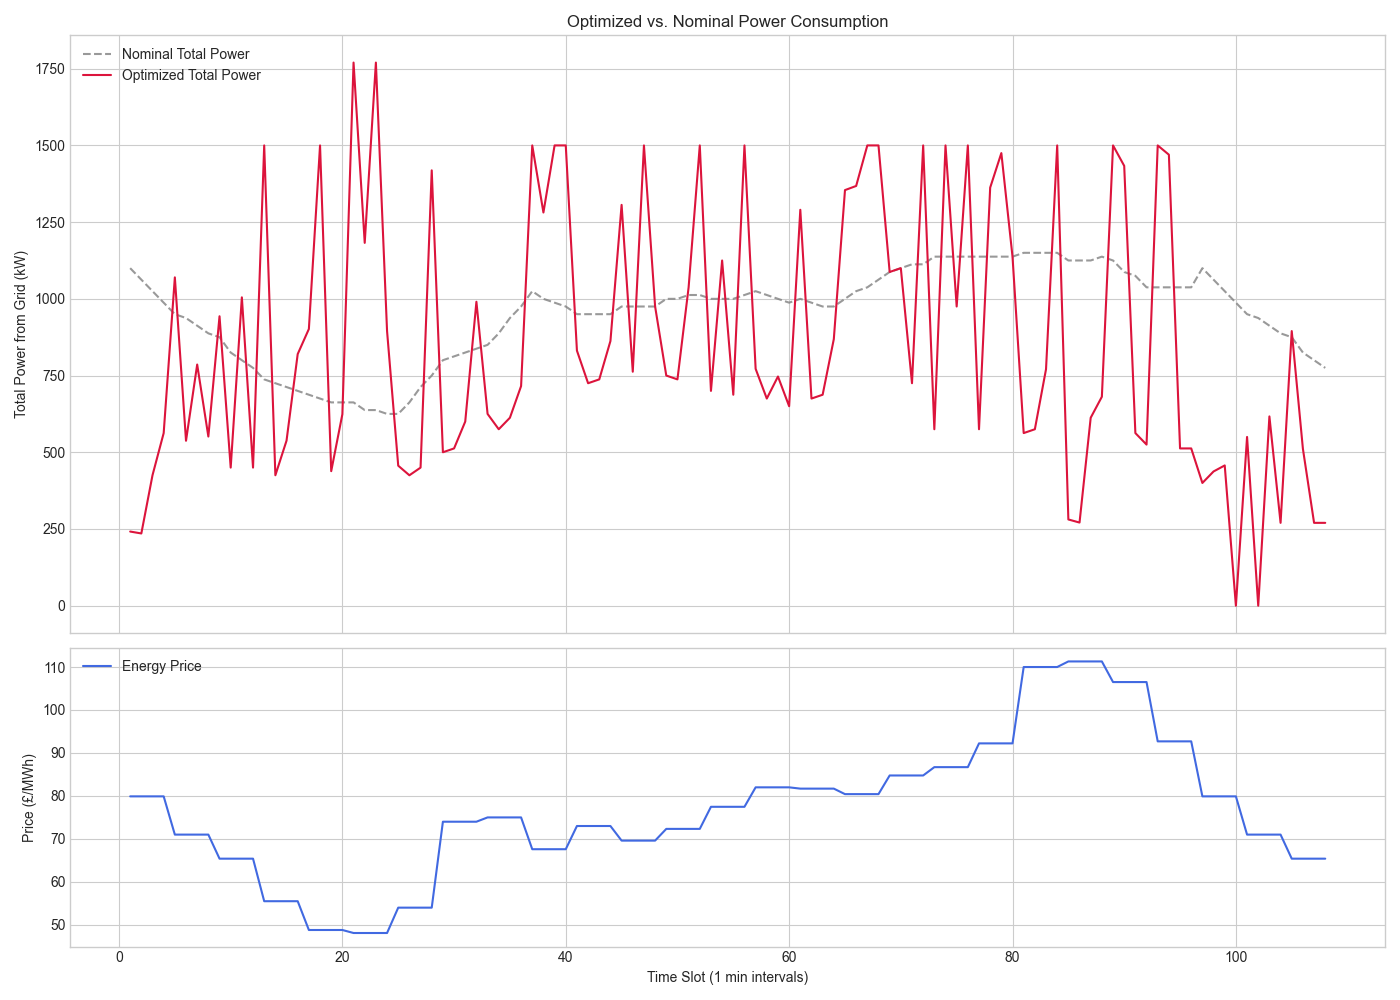 Optimized vs. Nominal Power Consumption
Nominal Total Power
Optimized Total Power
Total Power from Grid (kW)
1750
1500
1250
1000
750
500
250
0
Energy Price
Price (£/MWh)
110
100
90
80
70
60
50
0 20 40 60 80 100
Time Slot (1 min intervals)